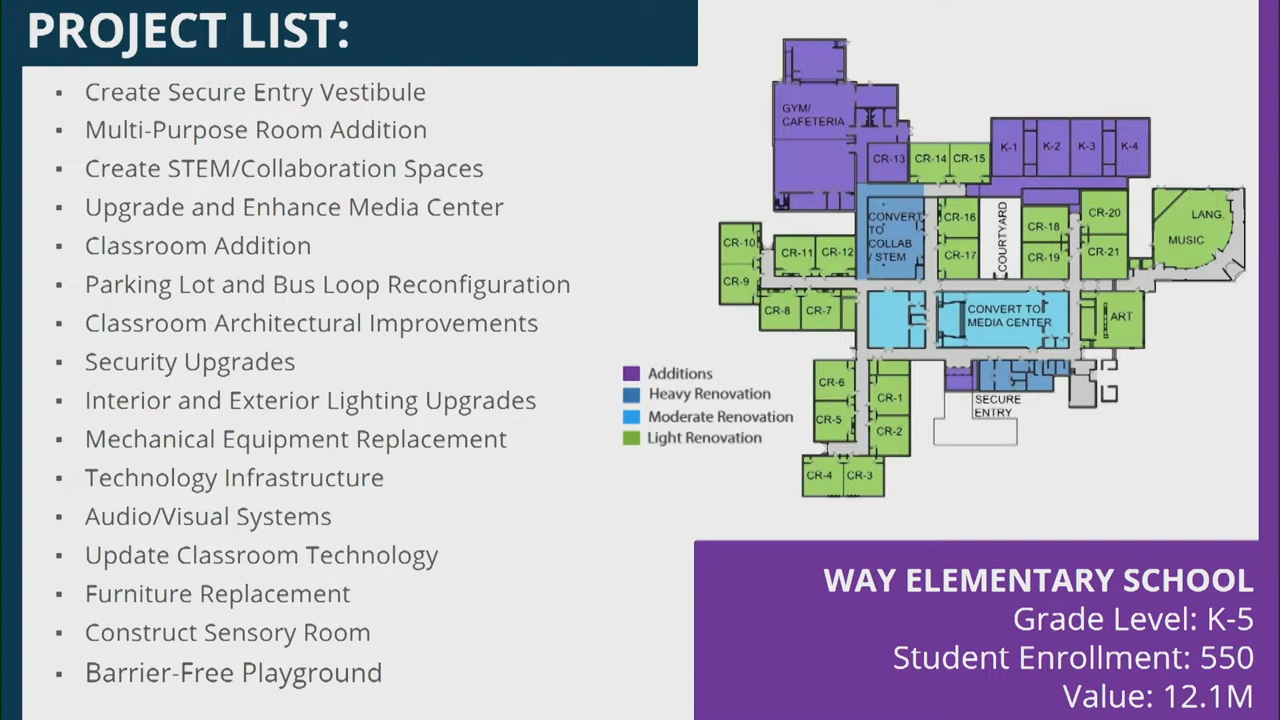 PROJECT LIST:
▪ Create Secure Entry Vestibule
▪ Multi-Purpose Room Addition
▪ Create STEM/Collaboration Spaces
▪ Upgrade and Enhance Media Center
▪ Classroom Addition
▪ Parking Lot and Bus Loop Reconfiguration
▪ Classroom Architectural Improvements
▪ Security Upgrades
▪ Interior and Exterior Lighting Upgrades
▪ Mechanical Equipment Replacement
▪ Technology Infrastructure
▪ Audio/Visual Systems
▪ Update Classroom Technology
▪ Furniture Replacement
▪ Construct Sensory Room
▪ Barrier-Free Playground
GYM/
CAFETERIA
CR-13
CR-14
CR-15
K-1
K-2
K-3
K-4
CONVERT
TO
COLLAB
/ STEM
CR-16
CR-17
COURTYARD
CR-18
CR-19
CR-20
CR-21
LANG.
MUSIC
CR-10
CR-9
CR-11
CR-12
CR-8
CR-7
CONVERT TO
MEDIA CENTER
ART
CR-6
CR-5
CR-1
CR-2
CR-4
CR-3
SECURE
ENTRY
Additions
Heavy Renovation
Moderate Renovation
Light Renovation
WAY ELEMENTARY SCHOOL
Grade Level: K-5
Student Enrollment: 550
Value: 12.1M